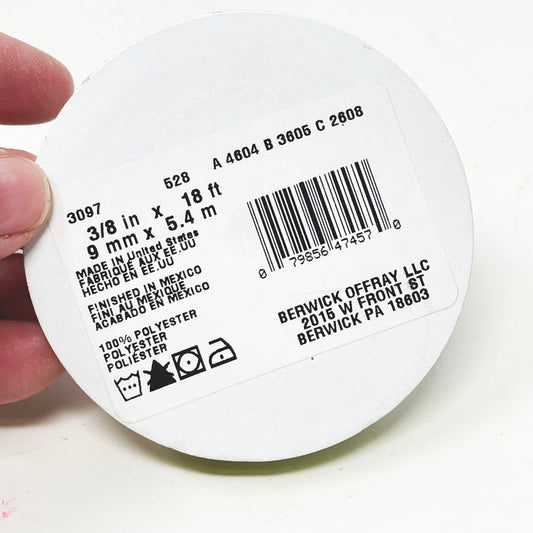 A 4604 B 3605 C 2608
3097 528
3/8 in x 18 ft
9 mm x 5.4 m
MADE IN United States
FABRIQUÉ AUX EE.UU
HECHO EN EE.UU
FINISHED IN MEXICO
FINI AU MEXIQUE
ACABADO EN MEXICO
100% POLYESTER
POLYESTER
POLIÉSTER
0 79856 47457 0
BERWICK OFFRAY LLC
2015 W FRONT ST
BERWICK PA 18603